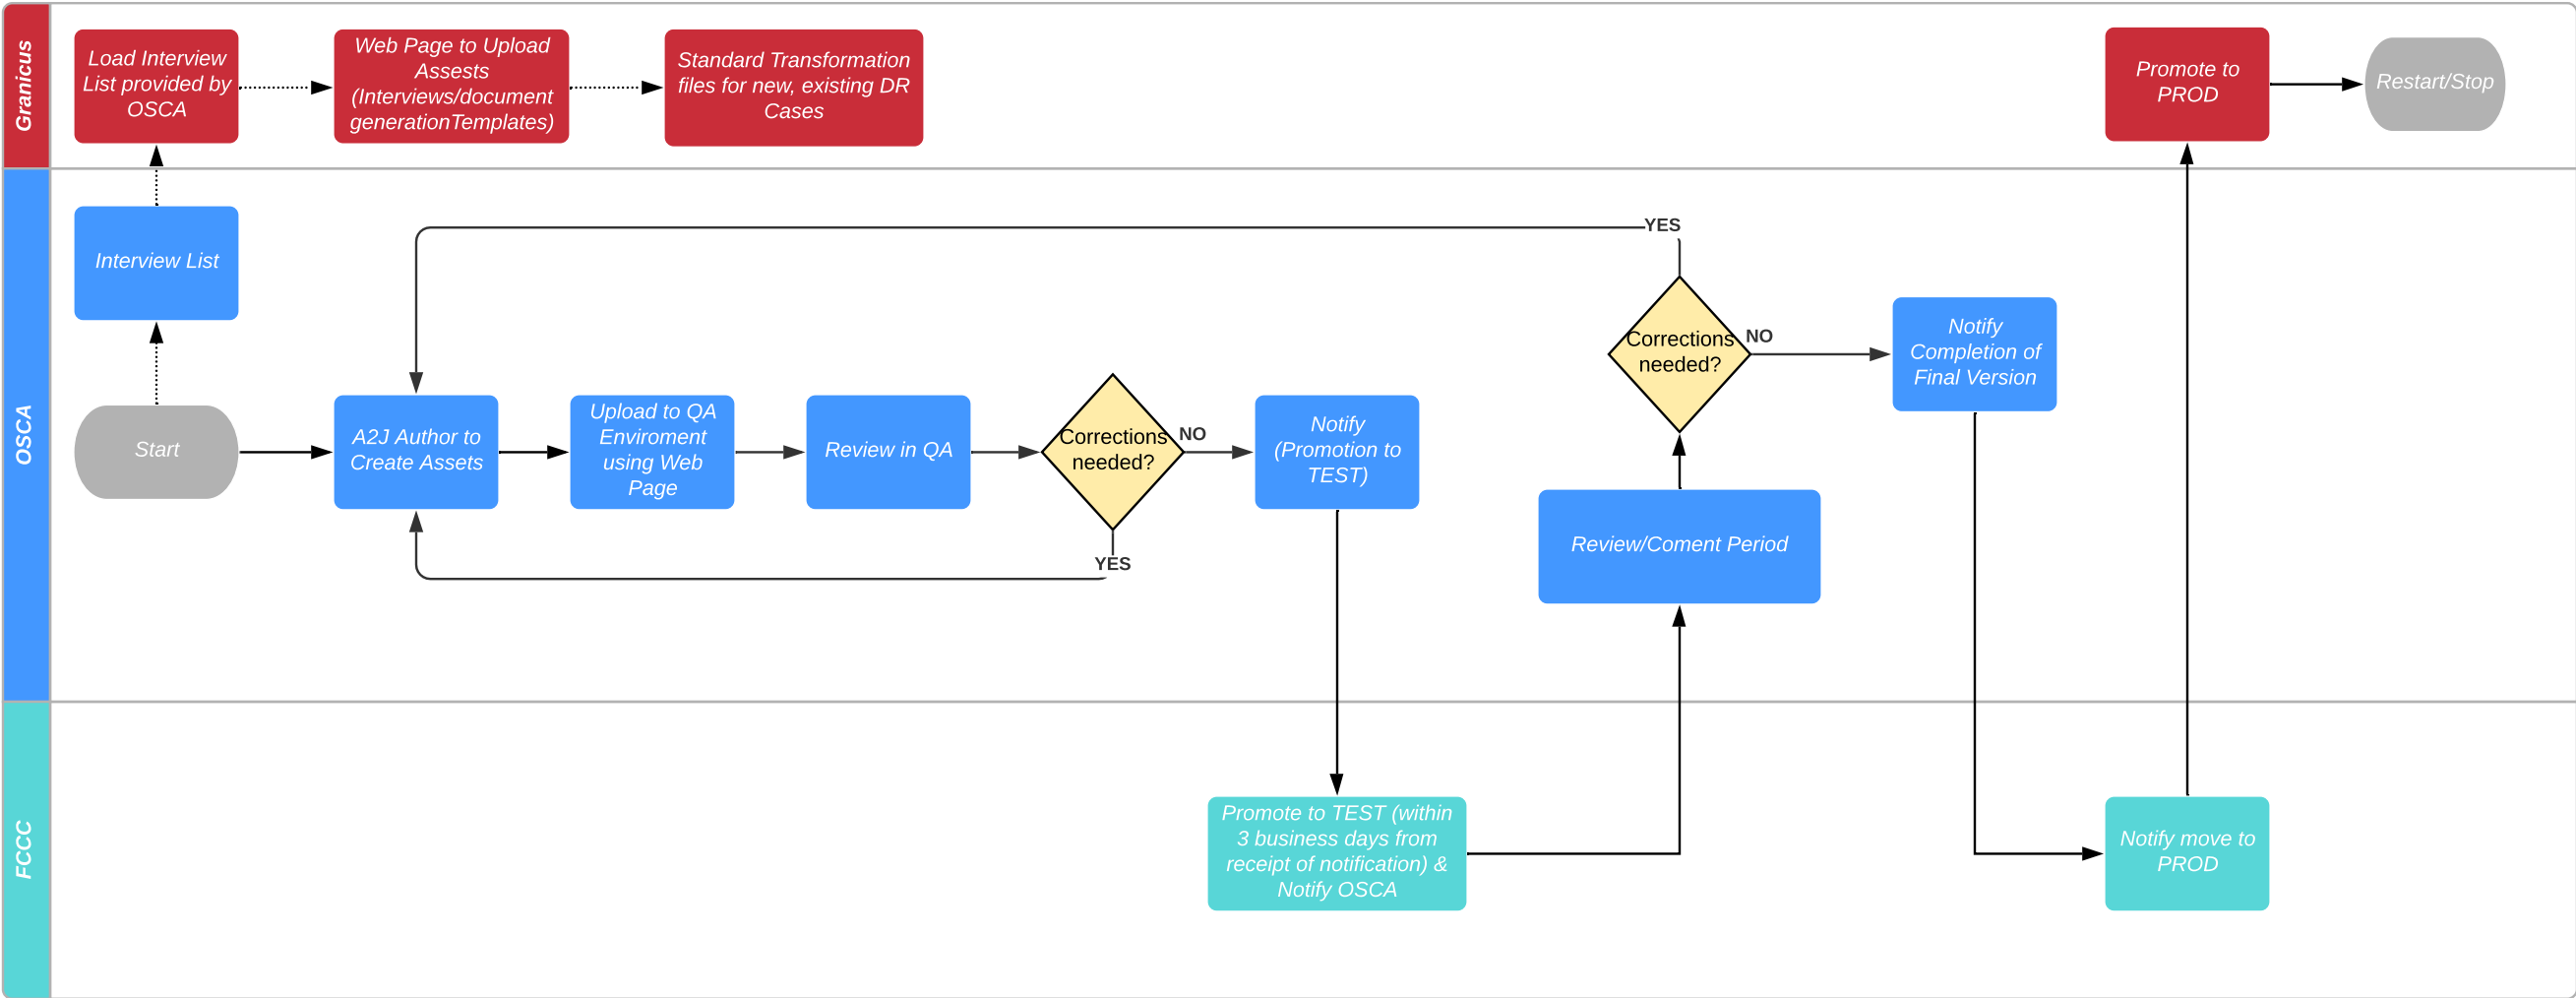 Granicus
Load Interview
List provided by
OSCA
Web Page to Upload
Assests
(Interviews/document
generationTemplates)
Standard Transformation
files for new, existing DR
Cases
Promote to
PROD
Restart/Stop
OSCA
Interview List
Start
A2J Author to
Create Assets
Upload to QA
Enviroment
using Web
Page
Review in QA
Corrections
needed?
NO
YES
Notify
(Promotion to
TEST)
Review/Coment Period
YES
Corrections
needed?
NO
Notify
Completion of
Final Version
FCCC
Promote to TEST (within
3 business days from
receipt of notification) &
Notify OSCA
Notify move to
PROD